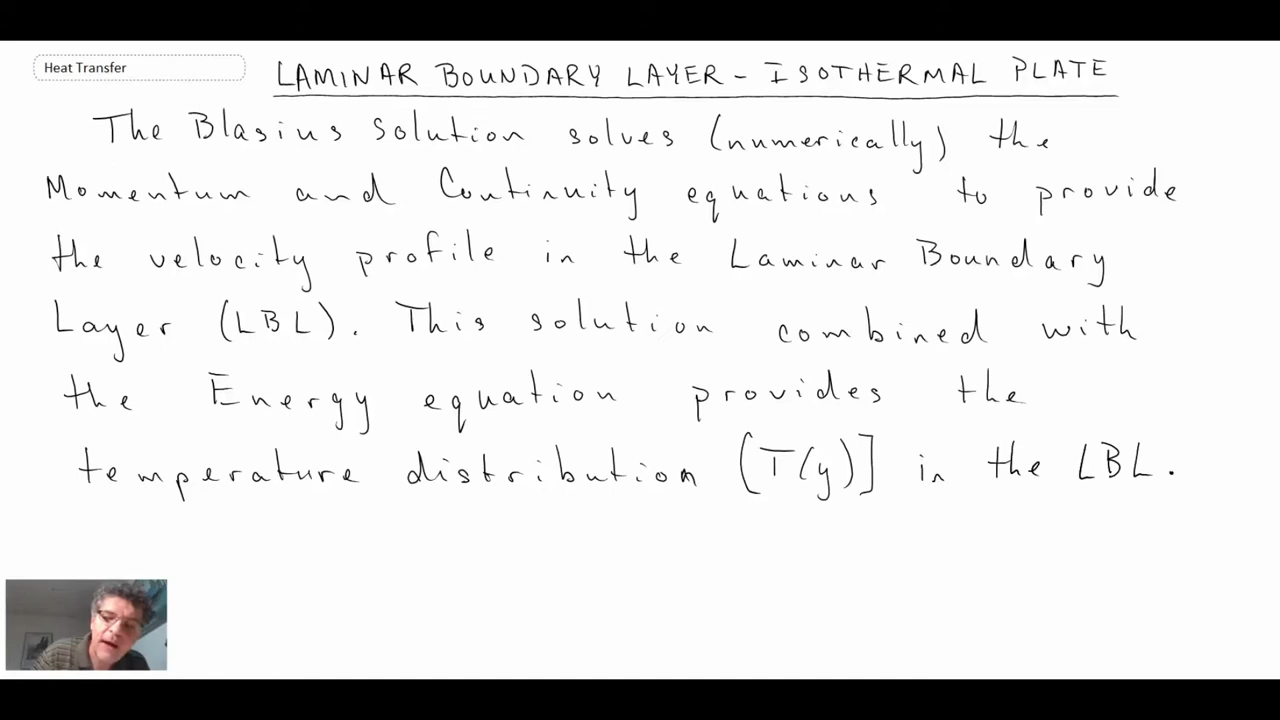 Heat Transfer
LAMINAR BOUNDARY LAYER - ISOTHERMAL PLATE
The Blasius Solution solves (numerically) the
Momentum and Continuity equations to provide
the velocity profile in the Laminar Boundary
Layer (LBL). This solution combined with
the Energy equation provides the
temperature distribution (T(y)] in the LBL.